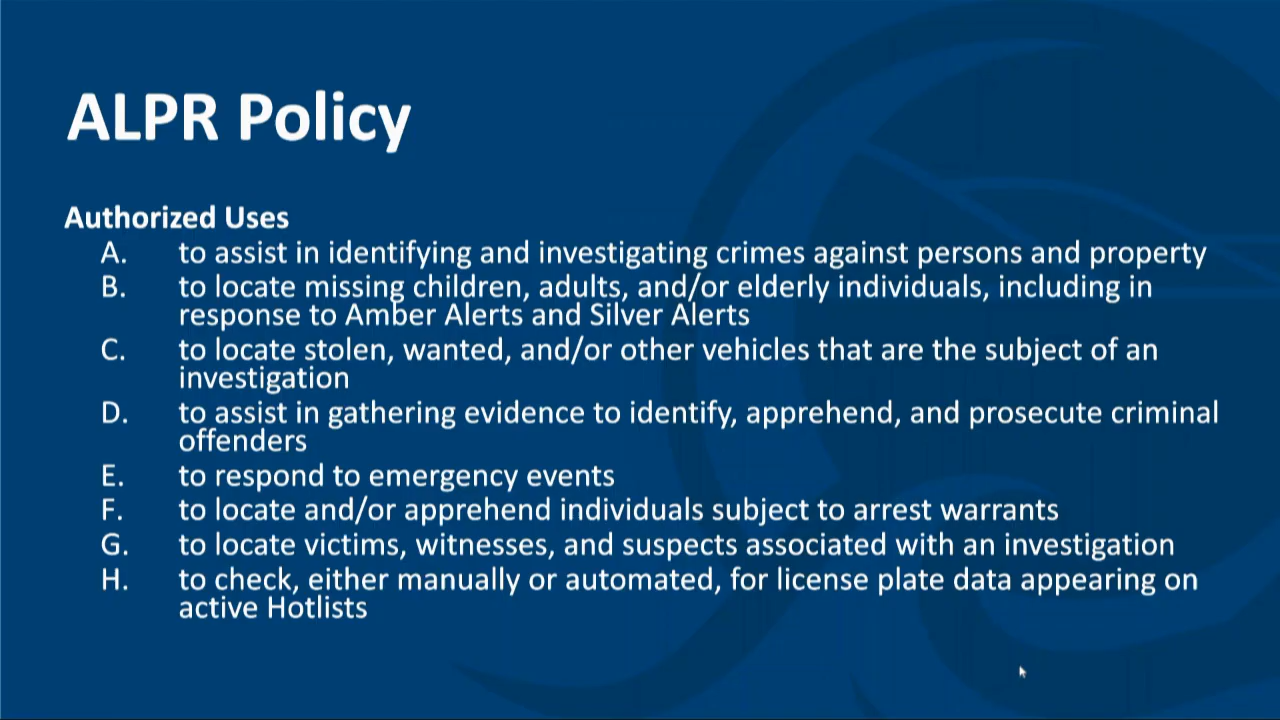 ALPR Policy
Authorized Uses
A. to assist in identifying and investigating crimes against persons and property
B. to locate missing children, adults, and/or elderly individuals, including in
response to Amber Alerts and Silver Alerts
C. to locate stolen, wanted, and/or other vehicles that are the subject of an
investigation
D. to assist in gathering evidence to identify, apprehend, and prosecute criminal
offenders
E. to respond to emergency events
F. to locate and/or apprehend individuals subject to arrest warrants
G. to locate victims, witnesses, and suspects associated with an investigation
H. to check, either manually or automated, for license plate data appearing on
active Hotlists